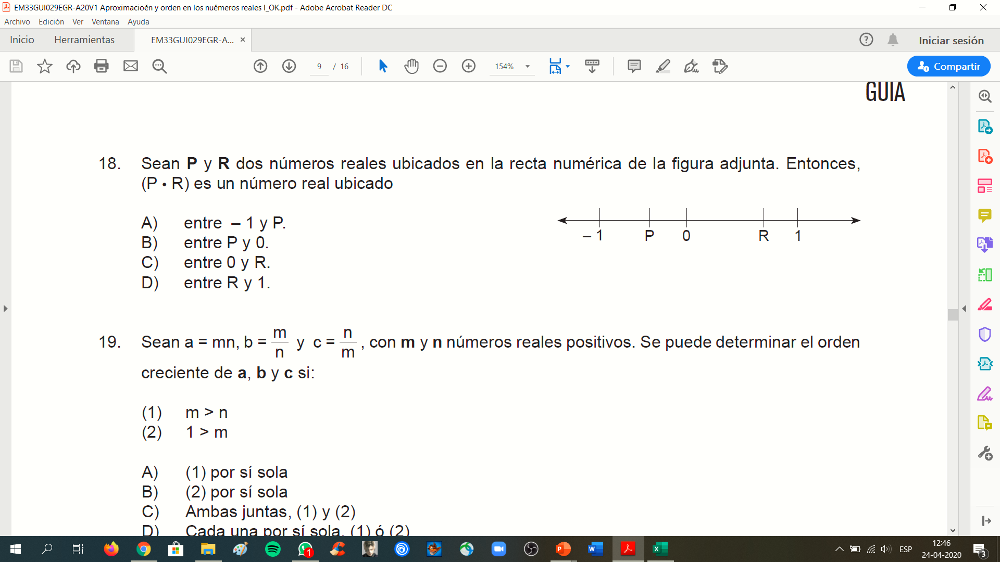 EM33GUI029EGR-A20V1 Aproximacioěn y orden en los nuěmeros reales I_OK.pdf - Adobe Acrobat Reader DC
Archivo Edición Ver Ventana Ayuda
Inicio Herramientas EM33GUI029EGR-A... × Iniciar sesión
9 / 16 154% Compartir
GUIA
18. Sean P y R dos números reales ubicados en la recta numérica de la figura adjunta. Entonces,
(P • R) es un número real ubicado
A) entre – 1 y P.
B) entre P y 0.
C) entre 0 y R.
D) entre R y 1.
– 1 P 0 R 1
19. Sean a = mn, b = m/n y c = n/m , con m y n números reales positivos. Se puede determinar el orden
creciente de a, b y c si:
(1) m > n
(2) 1 > m
A) (1) por sí sola
B) (2) por sí sola
C) Ambas juntas, (1) y (2)
D) Cada una por sí sola, (1) ó (2)
1
ESP
12:46
24-04-2020
3